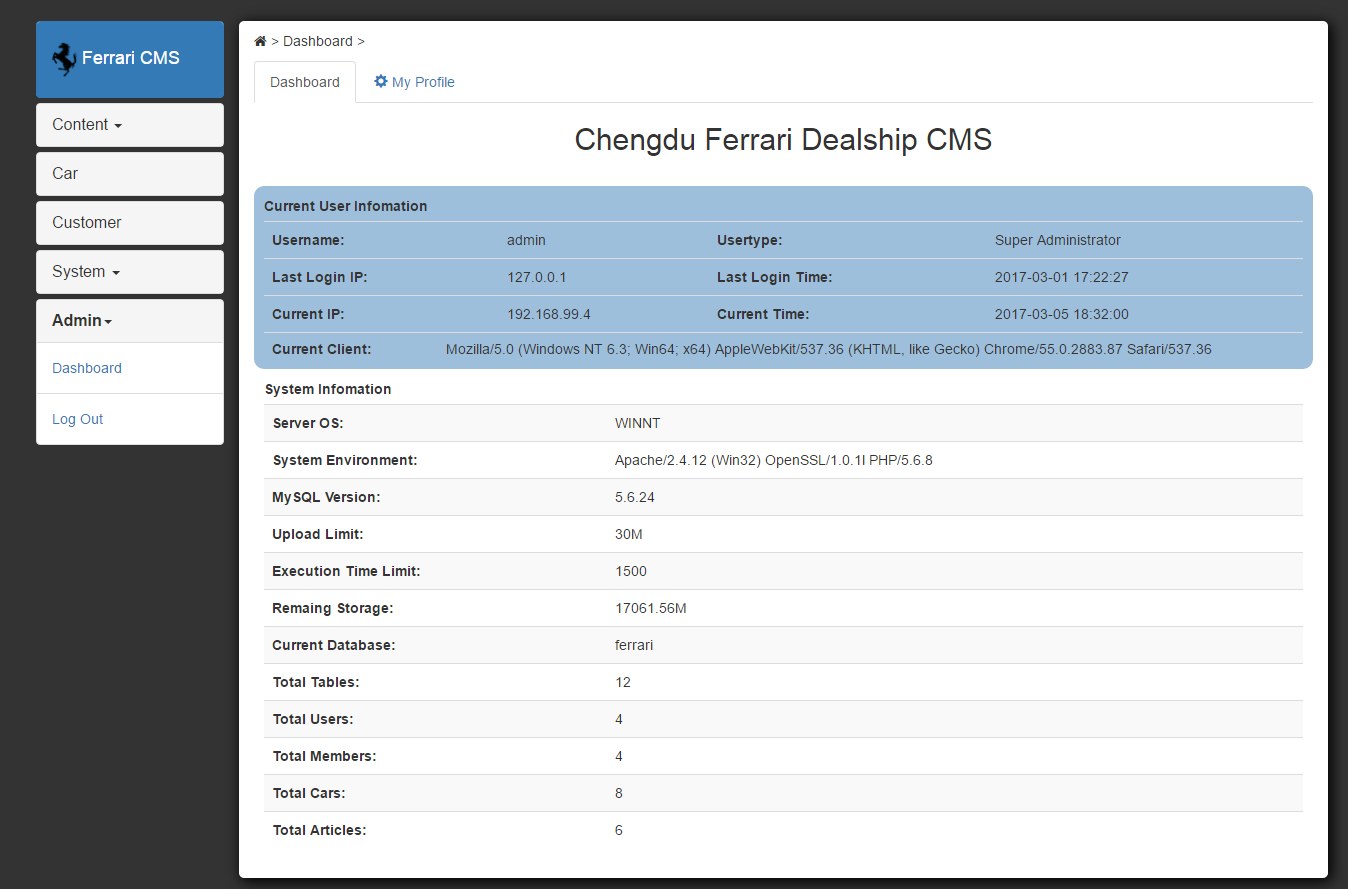 Ferrari CMS
Content
Car
Customer
System
Admin
Dashboard
Log Out
> Dashboard >
Dashboard My Profile
Chengdu Ferrari Dealship CMS
Current User Infomation
Username: admin Usertype: Super Administrator
Last Login IP: 127.0.0.1 Last Login Time: 2017-03-01 17:22:27
Current IP: 192.168.99.4 Current Time: 2017-03-05 18:32:00
Current Client: Mozilla/5.0 (Windows NT 6.3; Win64; x64) AppleWebKit/537.36 (KHTML, like Gecko) Chrome/55.0.2883.87 Safari/537.36
System Infomation
Server OS: WINNT
System Environment: Apache/2.4.12 (Win32) OpenSSL/1.0.1l PHP/5.6.8
MySQL Version: 5.6.24
Upload Limit: 30M
Execution Time Limit: 1500
Remaing Storage: 17061.56M
Current Database: ferrari
Total Tables: 12
Total Users: 4
Total Members: 4
Total Cars: 8
Total Articles: 6